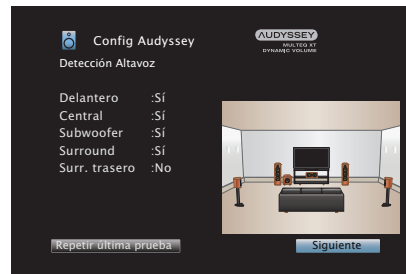 Config Audyssey
AUDYSSEY
MULTEQ XT
DYNAMIC VOLUME
Detección Altavoz
Delantero :Sí
Central :Sí
Subwoofer :Sí
Surround :Sí
Surr. trasero :No
Repetir última prueba
Siguiente